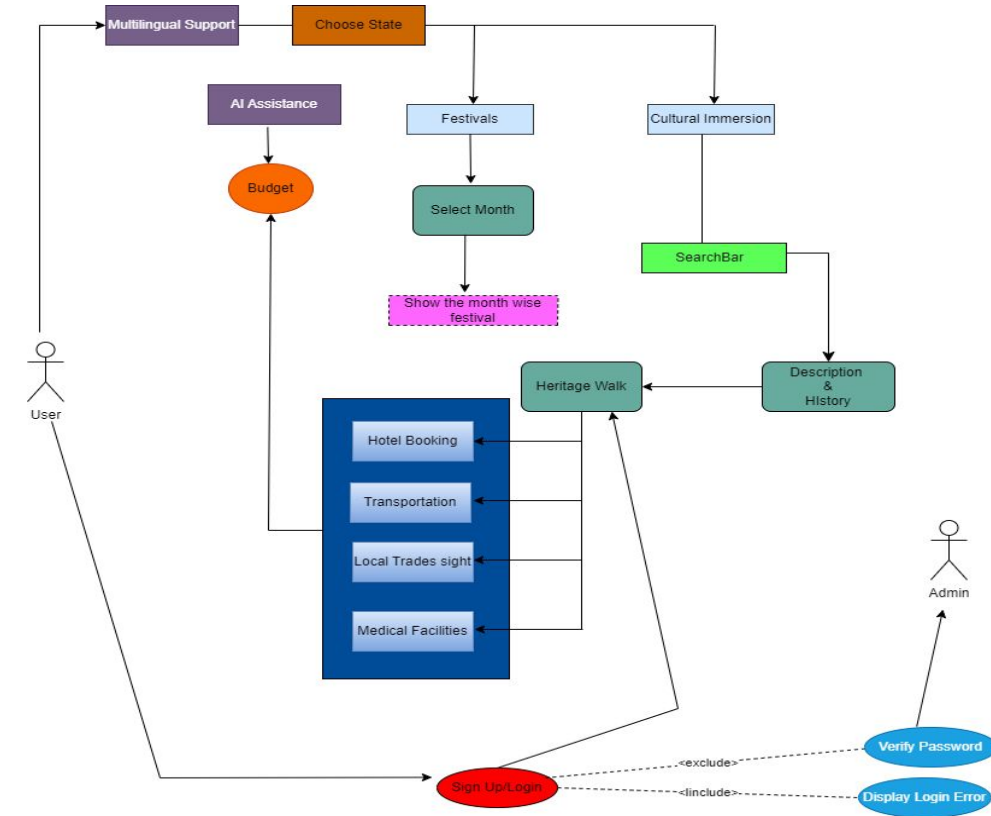 Multilingual Support
Choose State
AI Assistance
Festivals
Cultural Immersion
Budget
Select Month
SearchBar
Show the month wise
festival
User
Heritage Walk
Description
&
HIstory
Hotel Booking
Transportation
Local Trades sight
Medical Facilities
Admin
Sign Up/Login
<exclude>
Verify Password
<Iinclude>
Display Login Error